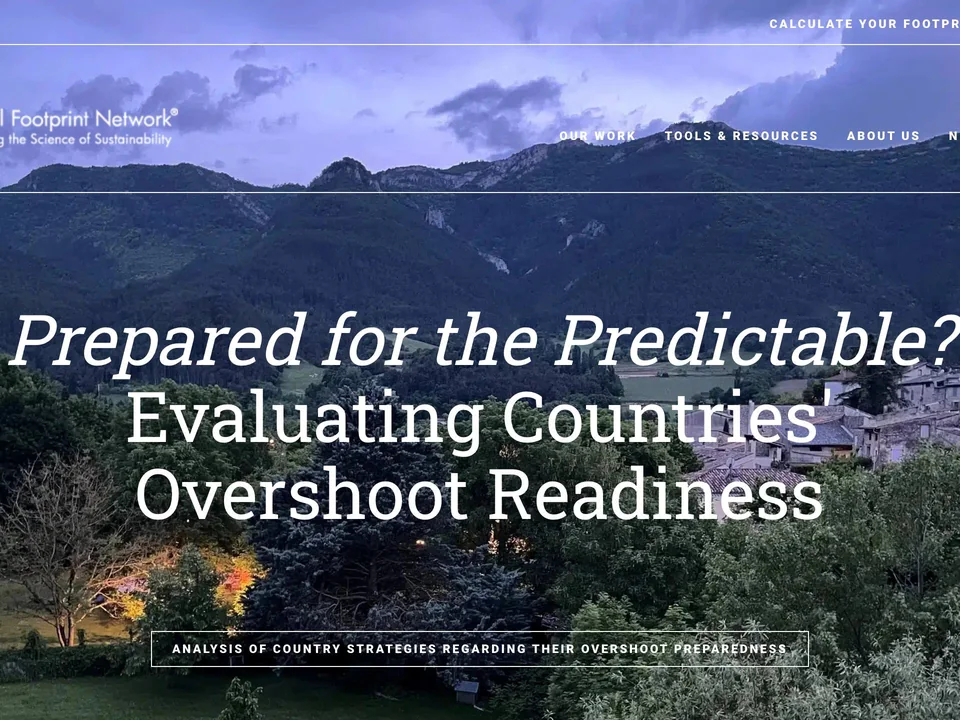 CALCULATE YOUR FOOTPR
l Footprint Network®
g the Science of Sustainability
OUR WORK TOOLS & RESOURCES ABOUT US N
Prepared for the Predictable?
Evaluating Countries'
Overshoot Readiness
ANALYSIS OF COUNTRY STRATEGIES REGARDING THEIR OVERSHOOT PREPAREDNESS